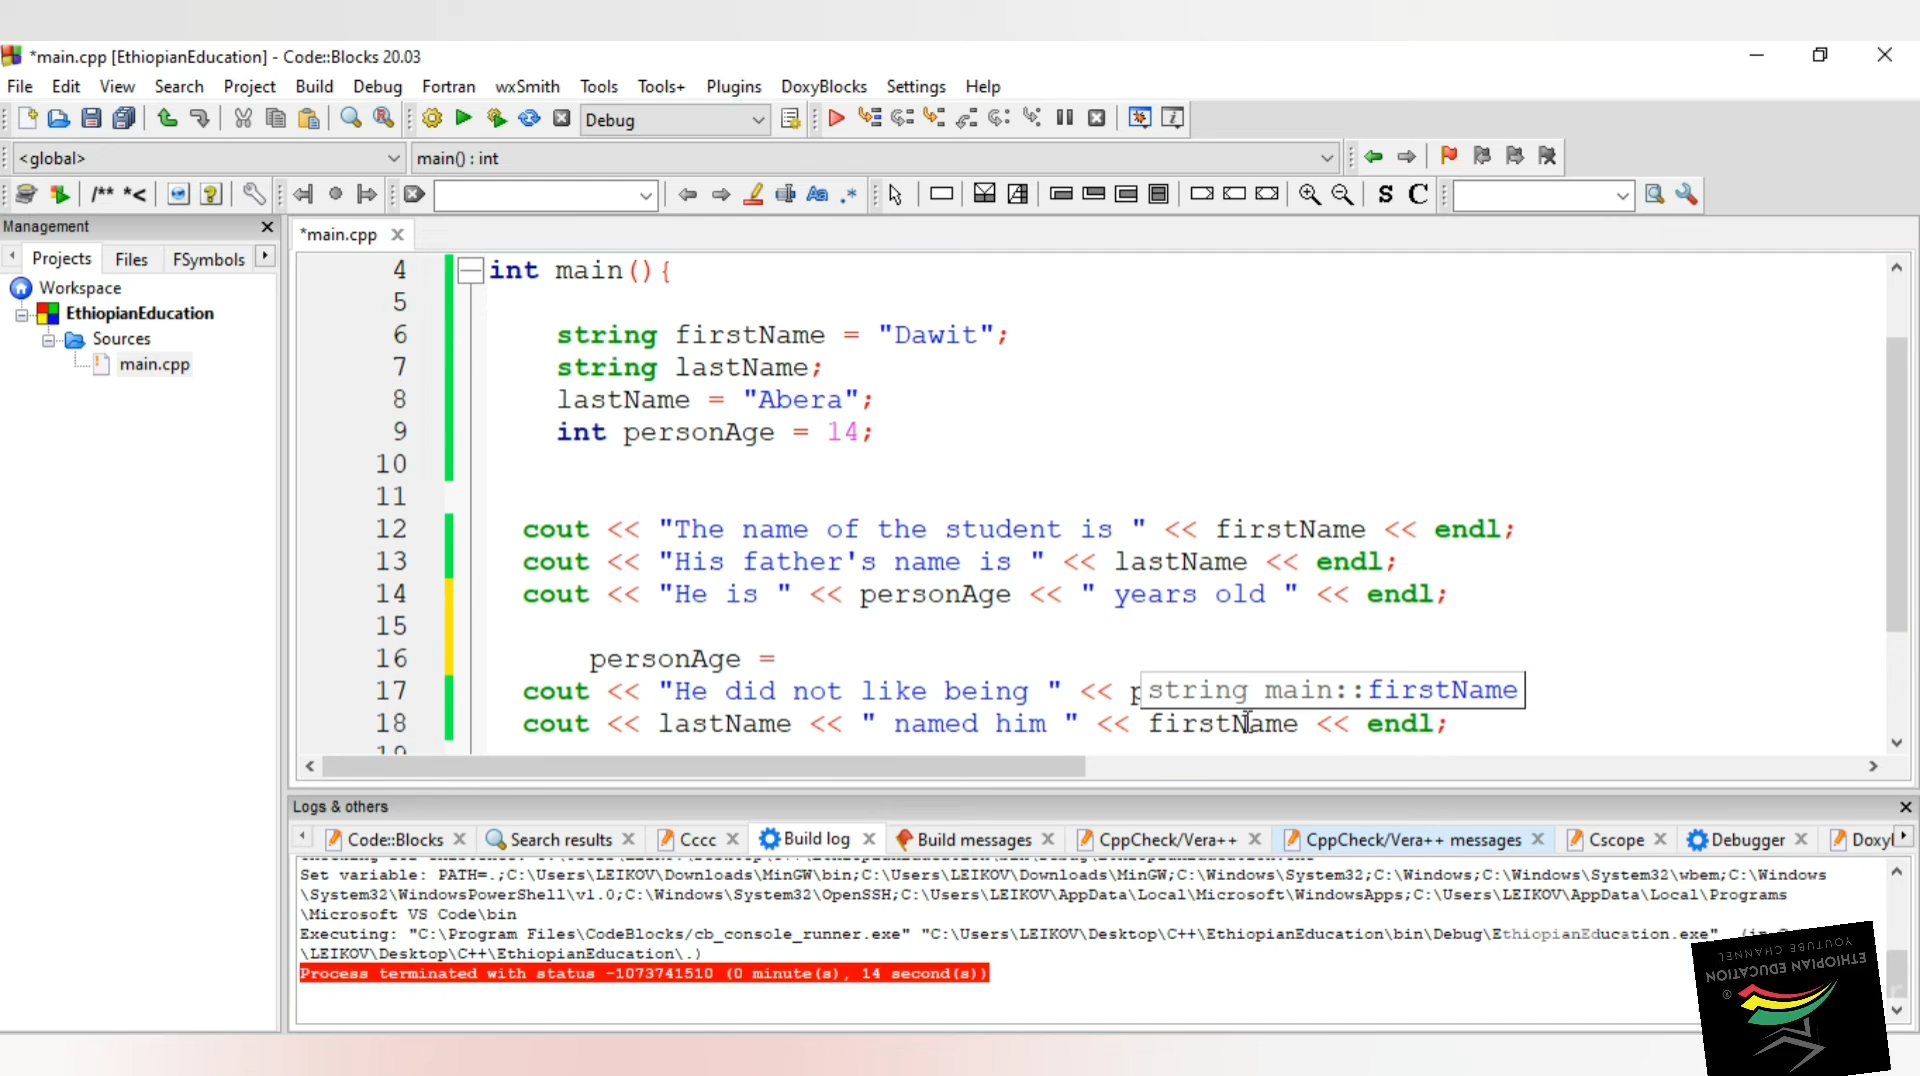 *main.cpp [EthiopianEducation] - Code::Blocks 20.03
File Edit View Search Project Build Debug Fortran wxSmith Tools Tools+ Plugins DoxyBlocks Settings Help
Debug
<global> main() : int
/** *< Aa .* S C
Management
Projects Files FSymbols
Workspace
EthiopianEducation
Sources
main.cpp
*main.cpp
4 int main(){
5
6 string firstName = "Dawit";
7 string lastName;
8 lastName = "Abera";
9 int personAge = 14;
10
11
12 cout << "The name of the student is " << firstName << endl;
13 cout << "His father's name is " << lastName << endl;
14 cout << "He is " << personAge << " years old " << endl;
15
16 personAge =
17 cout << "He did not like being " << p
string main::firstName
18 cout << lastName << " named him " << firstName << endl;
19
Logs & others
Code::Blocks Search results Cccc Build log Build messages CppCheck/Vera++ CppCheck/Vera++ messages Cscope Debugger Doxyl
Set variable: PATH=.;C:\Users\LEIKOV\Downloads\MinGW\bin;C:\Users\LEIKOV\Downloads\MinGW;C:\Windows\System32;C:\Windows;C:\Windows\System32\wbem;C:\Windows
\System32\WindowsPowerShell\v1.0;C:\Windows\System32\OpenSSH;C:\Users\LEIKOV\AppData\Local\Microsoft\WindowsApps;C:\Users\LEIKOV\AppData\Local\Programs
\Microsoft VS Code\bin
Executing: "C:\Program Files\CodeBlocks/cb_console_runner.exe" "C:\Users\LEIKOV\Desktop\C++\EthiopianEducation\bin\Debug\EthiopianEducation.exe" (in
\LEIKOV\Desktop\C++\EthiopianEducation\.)
Process terminated with status -1073741510 (0 minute(s), 14 second(s))
YOUTUBE CHANNEL
ETHIOPIAN EDUCATION
®